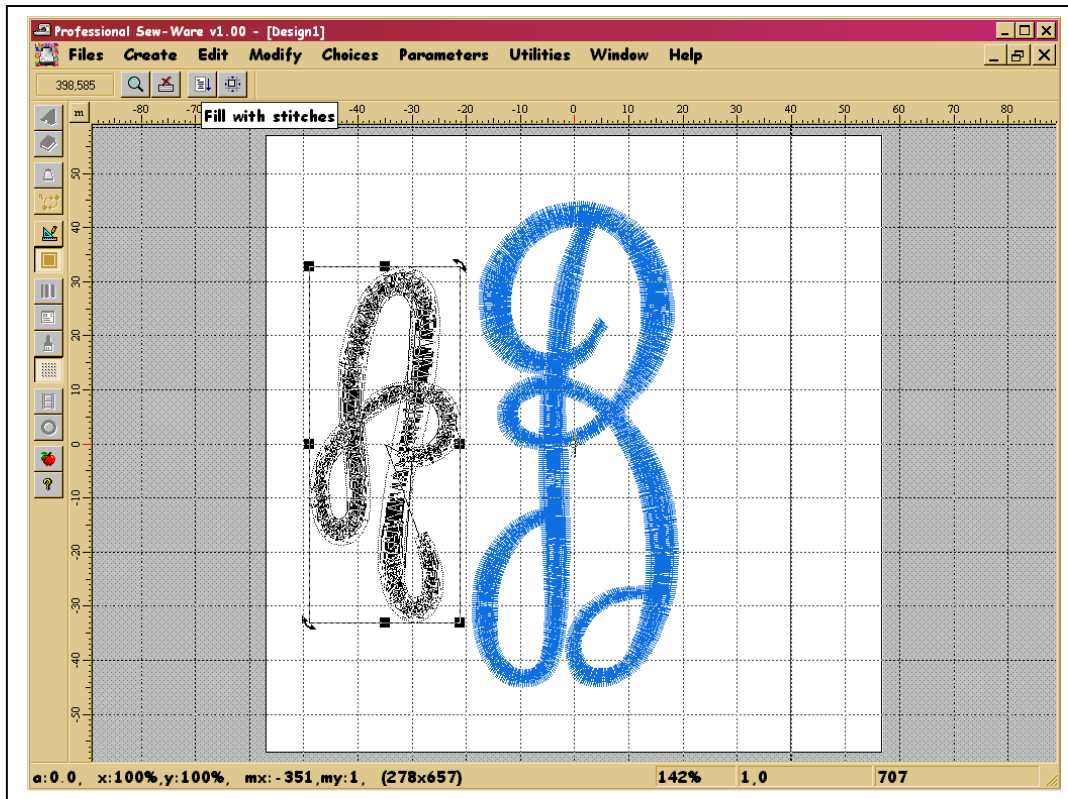 Professional Sew-Ware v1.00 - [Design1]
Files Create Edit Modify Choices Parameters Utilities Window Help
398,585
Fill with stitches
m -80 -70 -40 -30 -20 -10 0 10 20 30 40 50 60 70 80
50
40
30
20
10
0
-10
-20
-30
-40
-50
a:0.0, x:100%,y:100%, mx:-351,my:1, (278x657) 142% 1,0 707